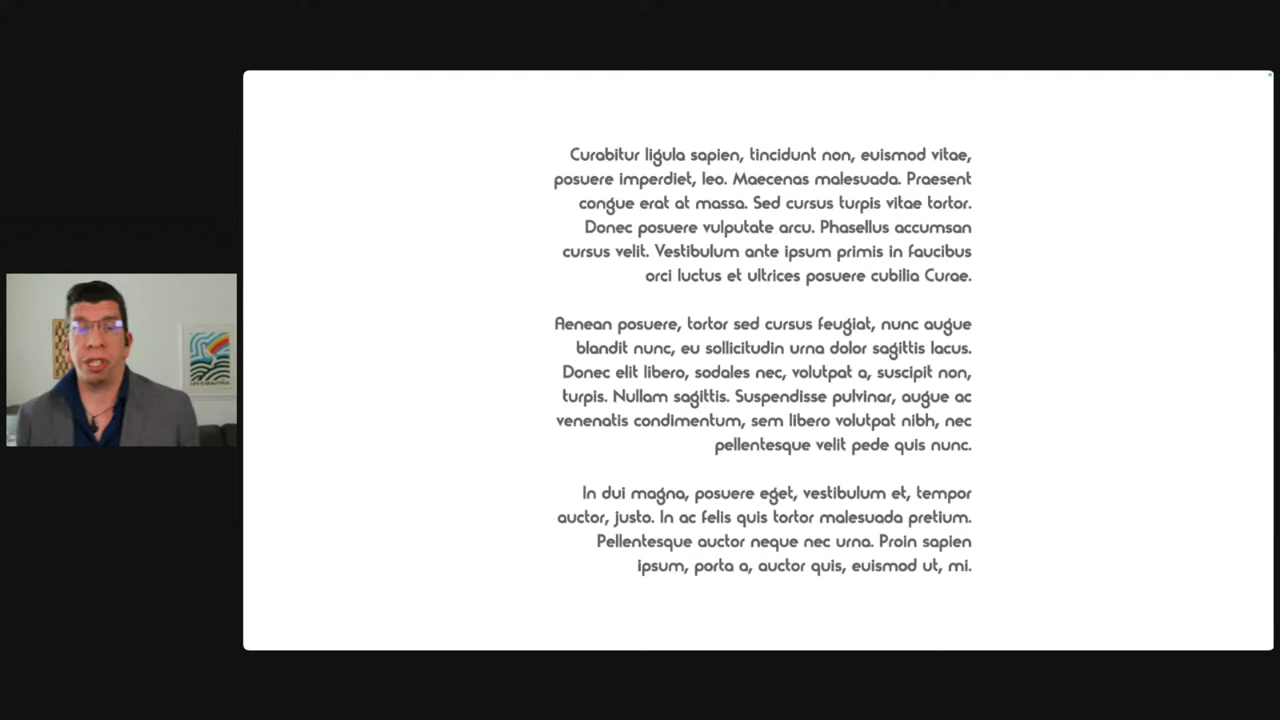 Curabitur ligula sapien, tincidunt non, euismod vitae,
posuere imperdiet, leo. Maecenas malesuada. Praesent
congue erat at massa. Sed cursus turpis vitae tortor.
Donec posuere vulputate arcu. Phasellus accumsan
cursus velit. Vestibulum ante ipsum primis in faucibus
orci luctus et ultrices posuere cubilia Curae.
Aenean posuere, tortor sed cursus feugiat, nunc augue
blandit nunc, eu sollicitudin urna dolor sagittis lacus.
Donec elit libero, sodales nec, volutpat a, suscipit non,
turpis. Nullam sagittis. Suspendisse pulvinar, augue ac
venenatis condimentum, sem libero volutpat nibh, nec
pellentesque velit pede quis nunc.
In dui magna, posuere eget, vestibulum et, tempor
auctor, justo. In ac felis quis tortor malesuada pretium.
Pellentesque auctor neque nec urna. Proin sapien
ipsum, porta a, auctor quis, euismod ut, mi.